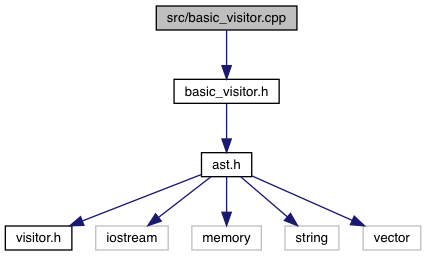 src/basic_visitor.cpp
basic_visitor.h
ast.h
visitor.h
iostream
memory
string
vector